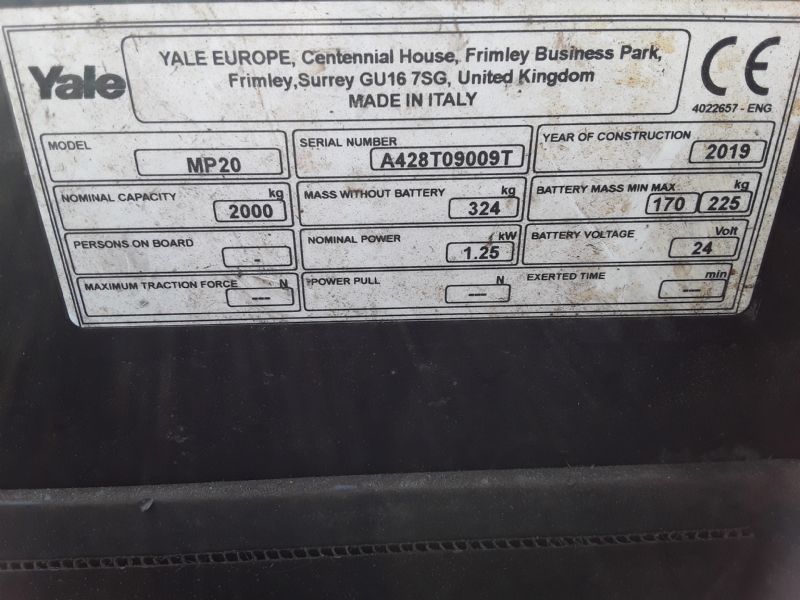 Yale
YALE EUROPE, Centennial House, Frimley Business Park,
Frimley,Surrey GU16 7SG, United Kingdom
MADE IN ITALY
CE
4022657 - ENG
MODEL
MP20
SERIAL NUMBER
A428T09009T
YEAR OF CONSTRUCTION
2019
NOMINAL CAPACITY kg
2000
MASS WITHOUT BATTERY kg
324
BATTERY MASS MIN MAX kg
170 225
PERSONS ON BOARD
-
NOMINAL POWER kW
1.25
BATTERY VOLTAGE Volt
24
MAXIMUM TRACTION FORCE N
---
POWER PULL N
---
EXERTED TIME min
---